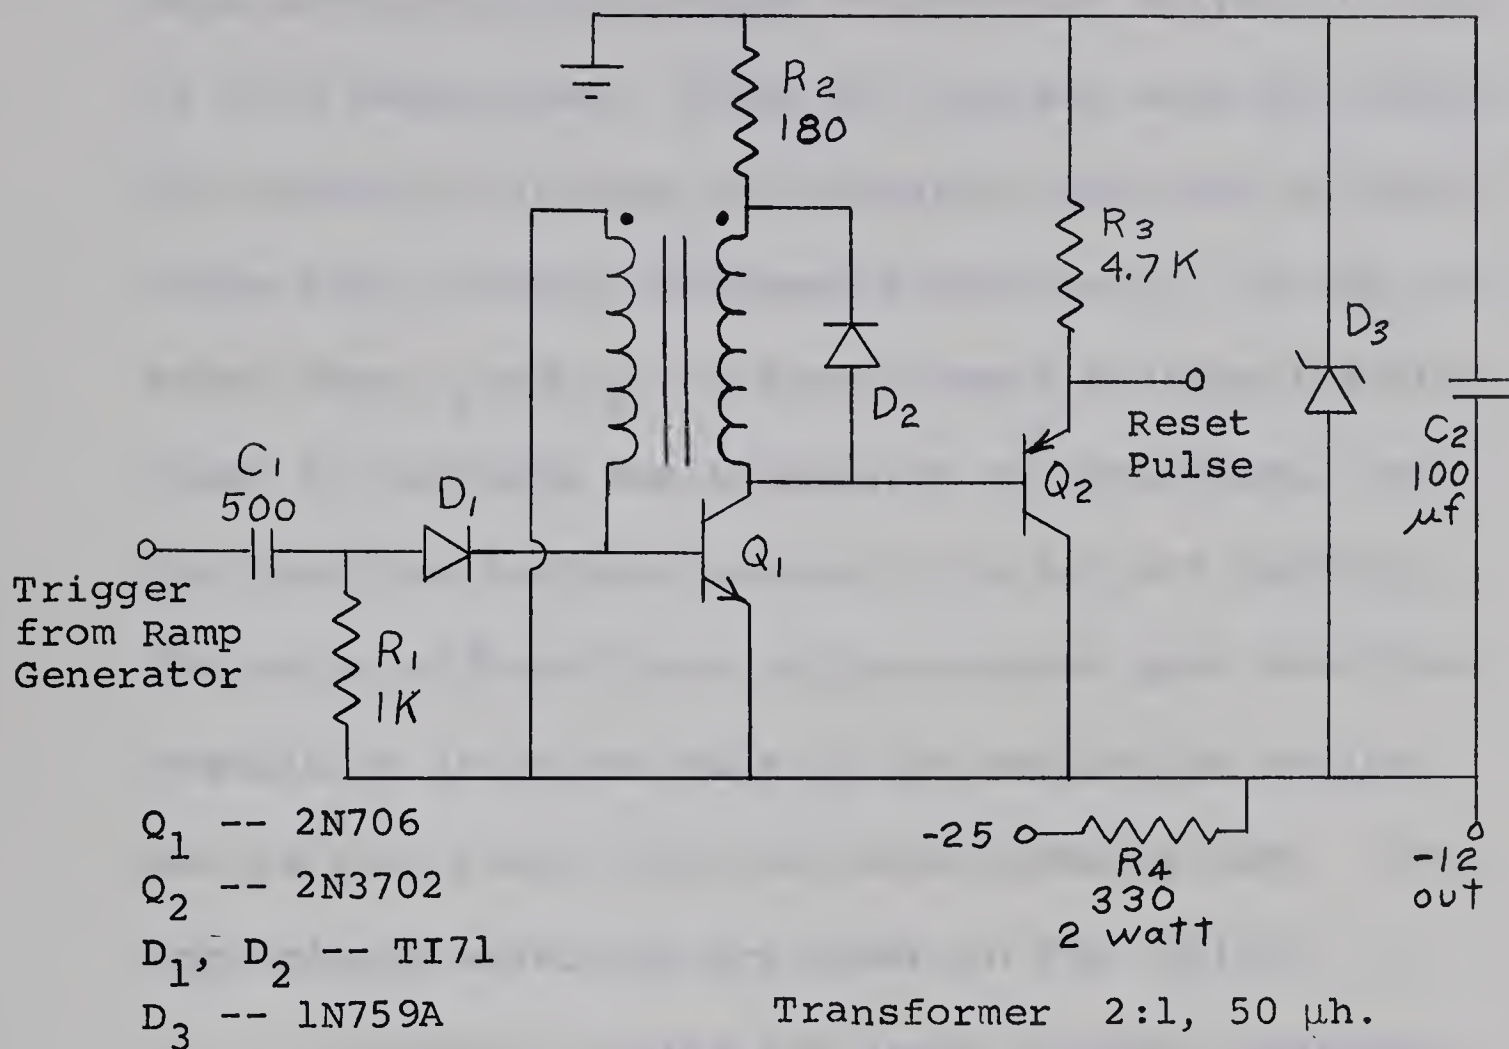 R2
180
R3
4.7K
D3
D2
Reset
Pulse
C2
100
μf
C1
500
D1
Q2
Q1
Trigger
from Ramp
Generator
R1
1K
-25
R4
330
2 watt
-12
out
Q1 -- 2N706
Q2 -- 2N3702
D1, D2 -- TI71
D3 -- 1N759A
Transformer 2:1, 50 μh.